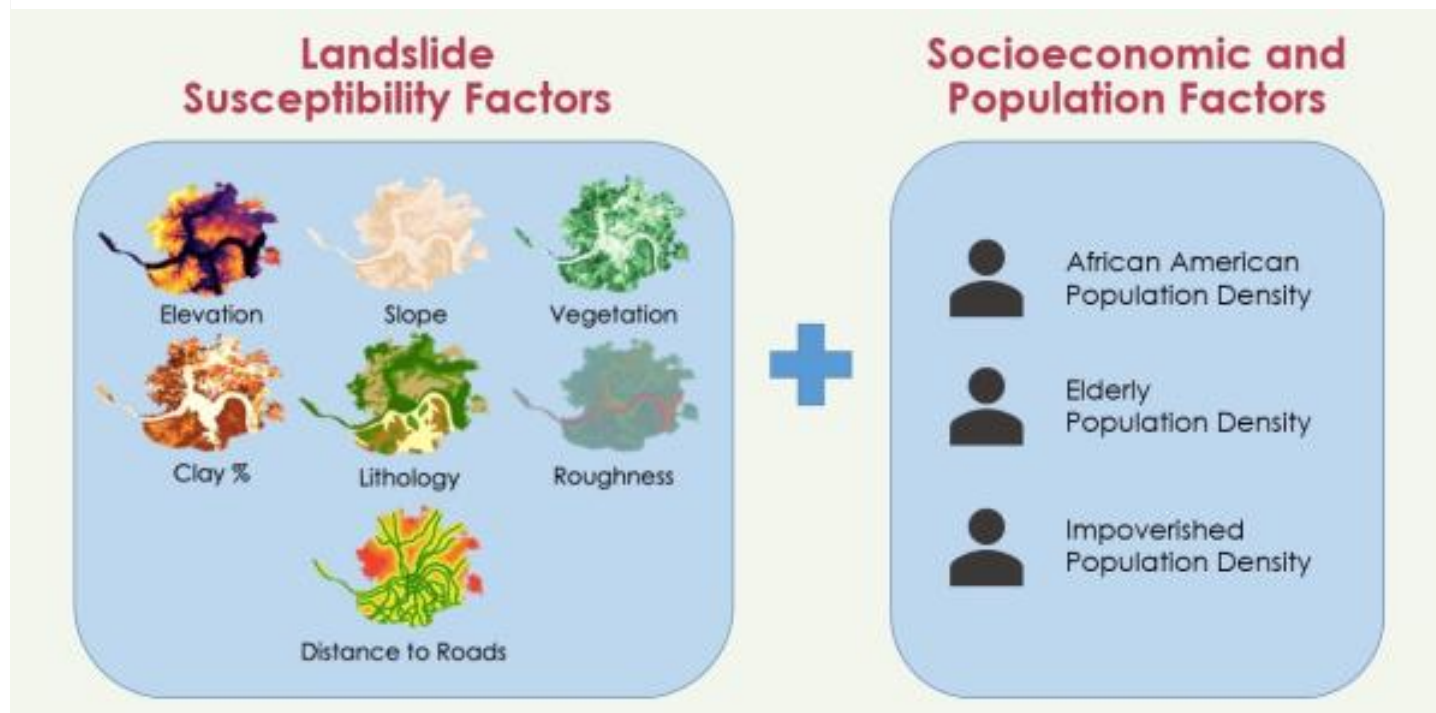 Landslide
Susceptibility Factors
Elevation
Slope
Vegetation
Clay %
Lithology
Roughness
Distance to Roads
Socioeconomic and
Population Factors
African American
Population Density
Elderly
Population Density
Impoverished
Population Density